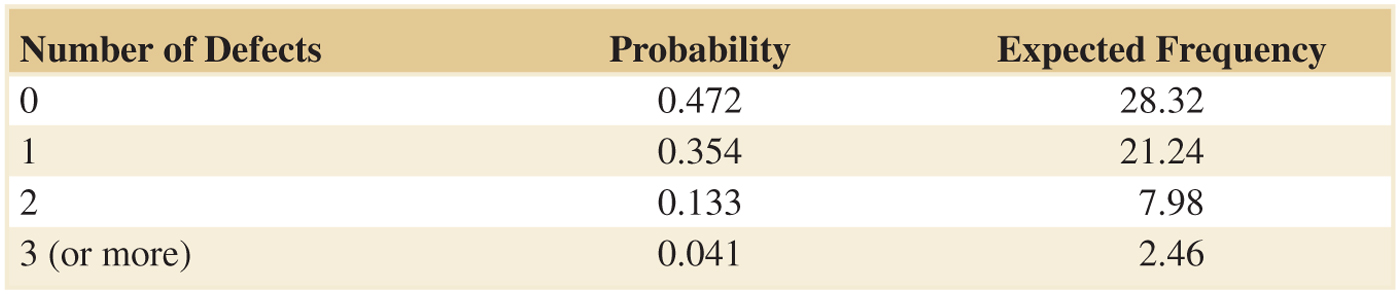 Number of Defects Probability Expected Frequency
0 0.472 28.32
1 0.354 21.24
2 0.133 7.98
3 (or more) 0.041 2.46